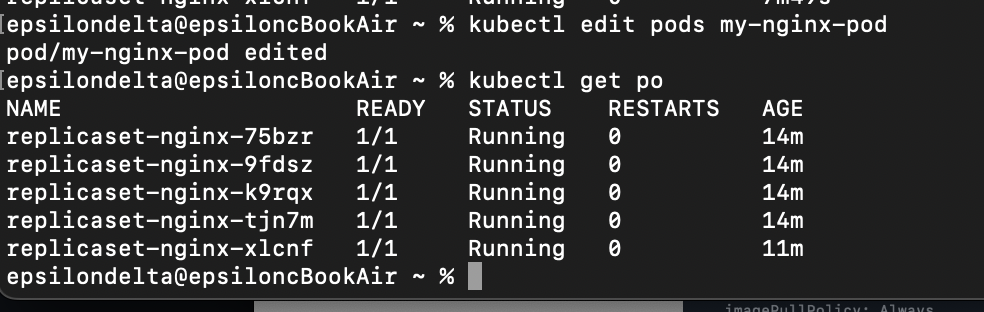 epsilondelta@epsiloncBookAir ~ % kubectl edit pods my-nginx-pod
pod/my-nginx-pod edited
epsilondelta@epsiloncBookAir ~ % kubectl get po
NAME READY STATUS RESTARTS AGE
replicaset-nginx-75bzr 1/1 Running 0 14m
replicaset-nginx-9fdsz 1/1 Running 0 14m
replicaset-nginx-k9rqx 1/1 Running 0 14m
replicaset-nginx-tjn7m 1/1 Running 0 14m
replicaset-nginx-xlcnf 1/1 Running 0 11m
epsilondelta@epsiloncBookAir ~ %
imagePullPolicy: Always